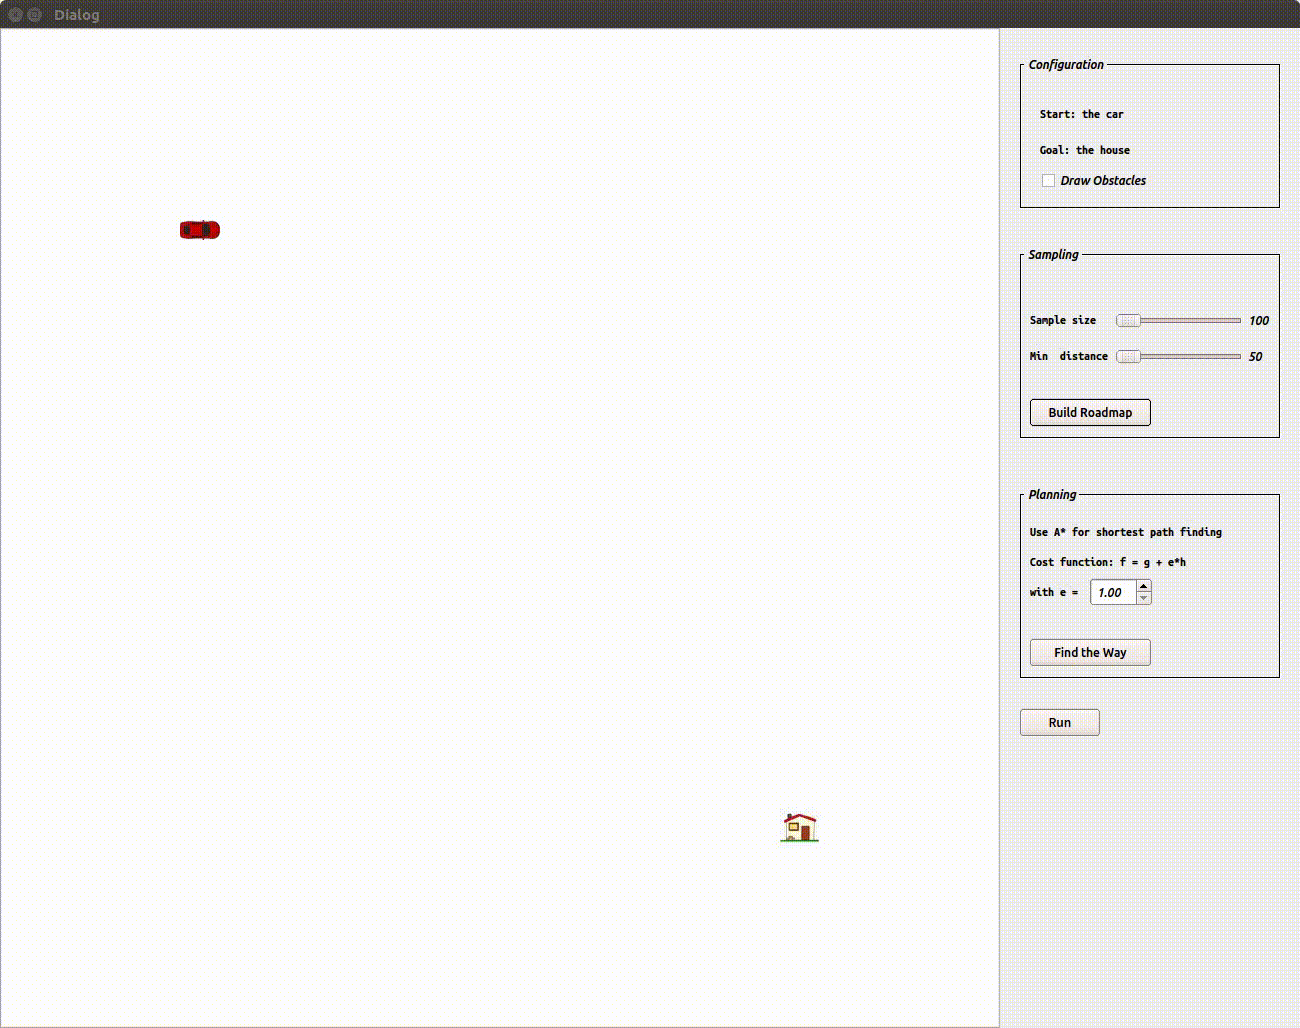 Dialog
Configuration
Start: the car
Goal: the house
Draw Obstacles
Sampling
Sample size 100
Min distance 50
Build Roadmap
Planning
Use A* for shortest path finding
Cost function: f = g + e*h
with e = 1.00
Find the Way
Run